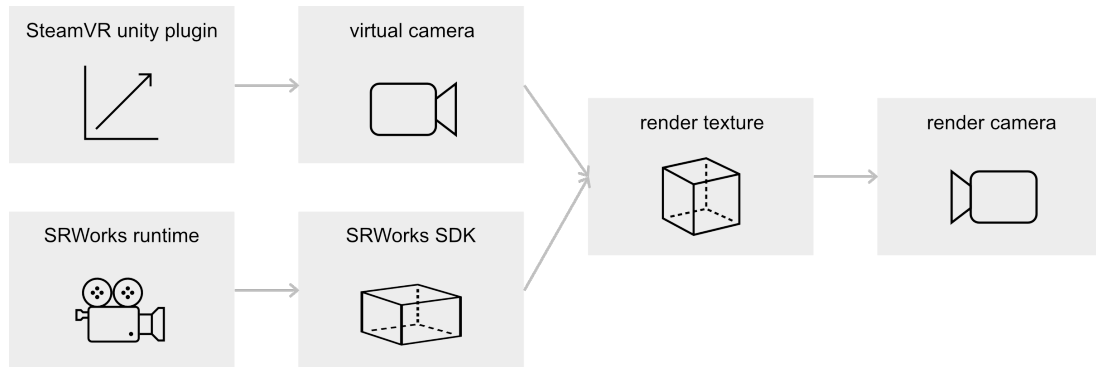 SteamVR unity plugin
virtual camera
render texture
render camera
SRWorks runtime
SRWorks SDK